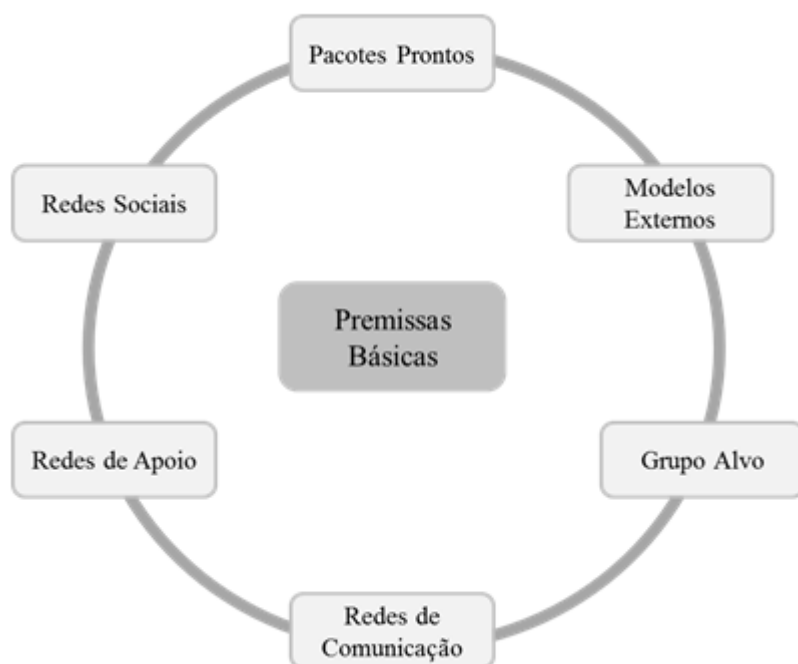 Pacotes Prontos
Redes Sociais
Modelos
Externos
Premissas
Básicas
Redes de Apoio
Grupo Alvo
Redes de
Comunicação